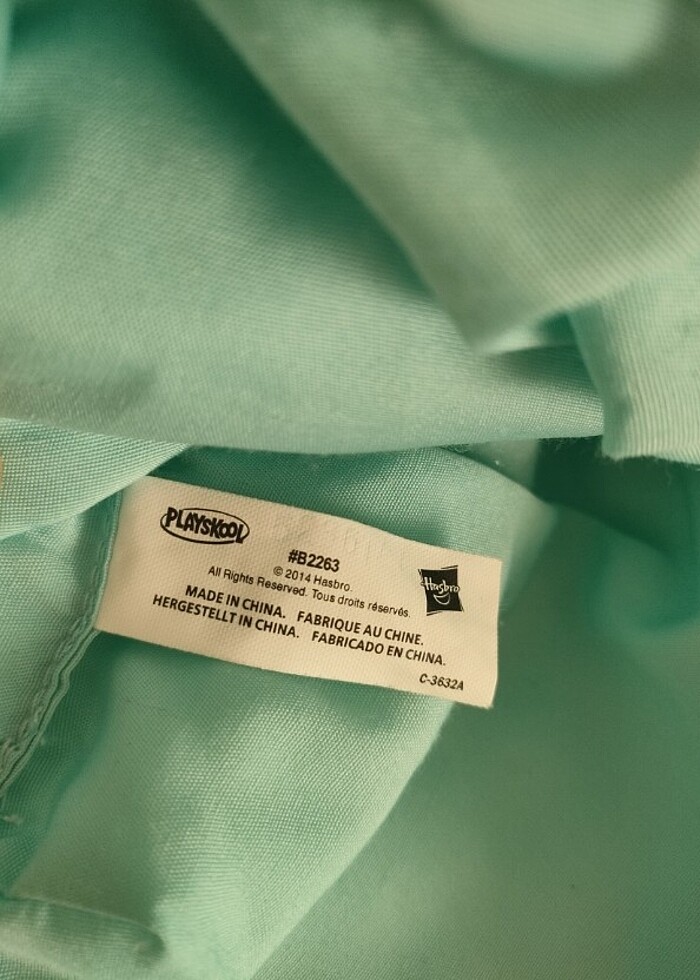 PLAYSKOOL
#B2263
© 2014 Hasbro.
All Rights Reserved. Tous droits réservés.
Hasbro
MADE IN CHINA. FABRIQUE AU CHINE.
HERGESTELLT IN CHINA. FABRICADO EN CHINA.
C-3632A